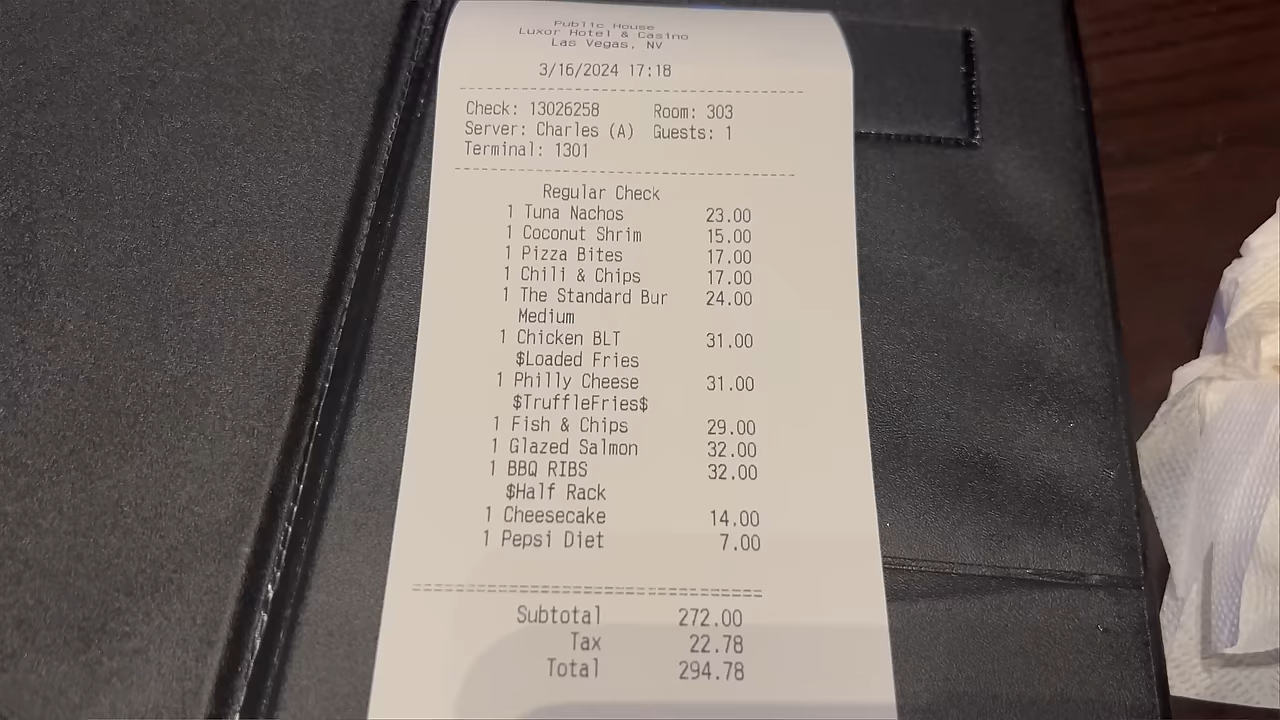 Public House
Luxor Hotel & Casino
Las Vegas, NV
3/16/2024 17:18
Check: 13026258 Room: 303
Server: Charles (A) Guests: 1
Terminal: 1301
Regular Check
1 Tuna Nachos 23.00
1 Coconut Shrim 15.00
1 Pizza Bites 17.00
1 Chili & Chips 17.00
1 The Standard Bur 24.00
Medium
1 Chicken BLT 31.00
$Loaded Fries
1 Philly Cheese 31.00
$TruffleFries$
1 Fish & Chips 29.00
1 Glazed Salmon 32.00
1 BBQ RIBS 32.00
$Half Rack
1 Cheesecake 14.00
1 Pepsi Diet 7.00
Subtotal 272.00
Tax 22.78
Total 294.78